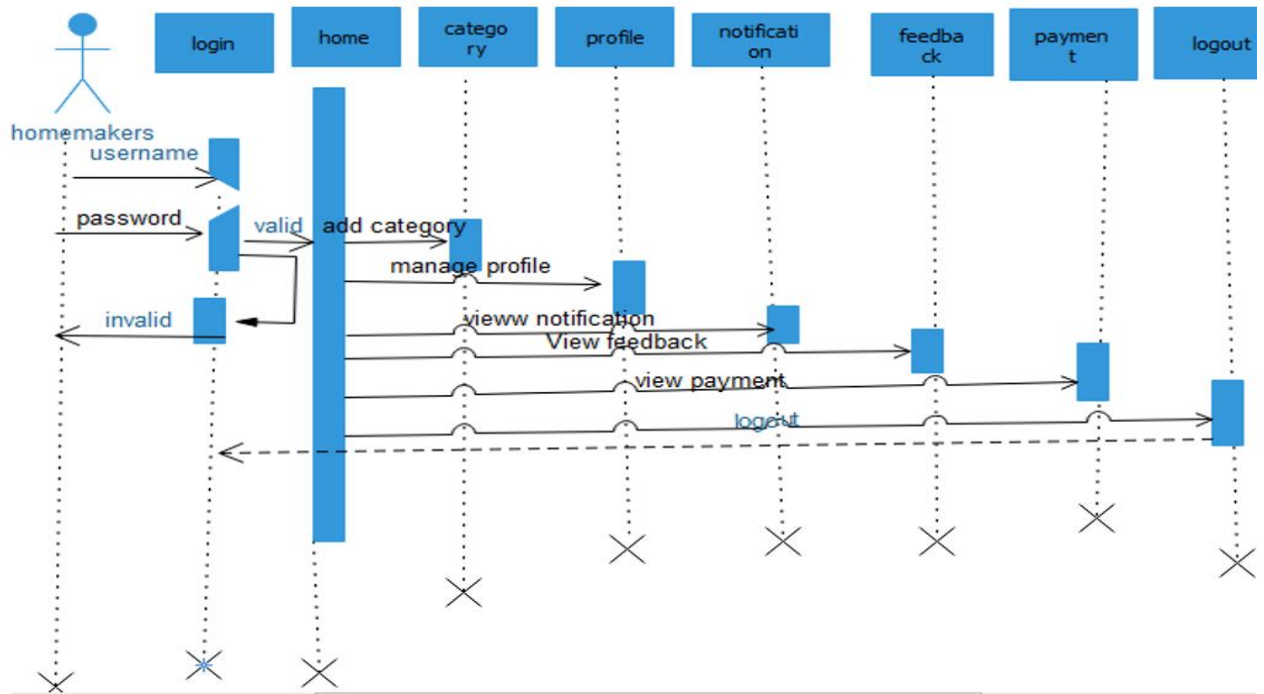 login
home
catego
ry
profile
notificati
on
feedba
ck
paymen
t
logout
homemakers
username
password
valid
add category
manage profile
invalid
vieww notification
View feedback
view payment
logout